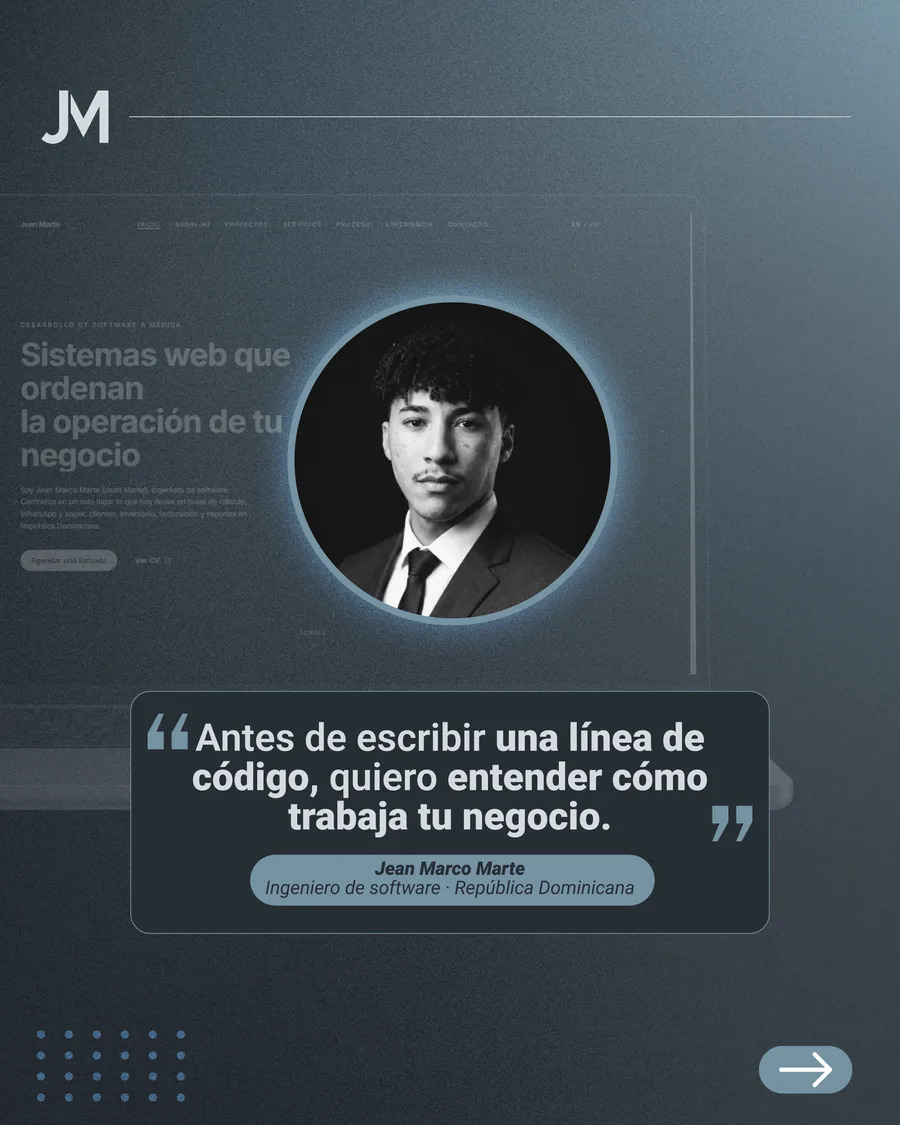 JM
Jean Marte
INICIO SOBRE MÍ PROYECTOS SERVICIOS PROCESO EXPERIENCIA CONTACTO
DESARROLLO DE SOFTWARE A MEDIDA
Sistemas web que
ordenan
la operación de tu
negocio
Soy Jean Marco Marte (Jean Marte), ingeniero de software.
Centralizo en un solo lugar lo que hoy llevas en hojas de cálculo,
WhatsApp y papel: clientes, inventario, facturación y reportes en
República Dominicana.
Agendar una llamada Ver CV
SCROLL
“Antes de escribir una línea de
código, quiero entender cómo
trabaja tu negocio.”
Jean Marco Marte
Ingeniero de software · República Dominicana